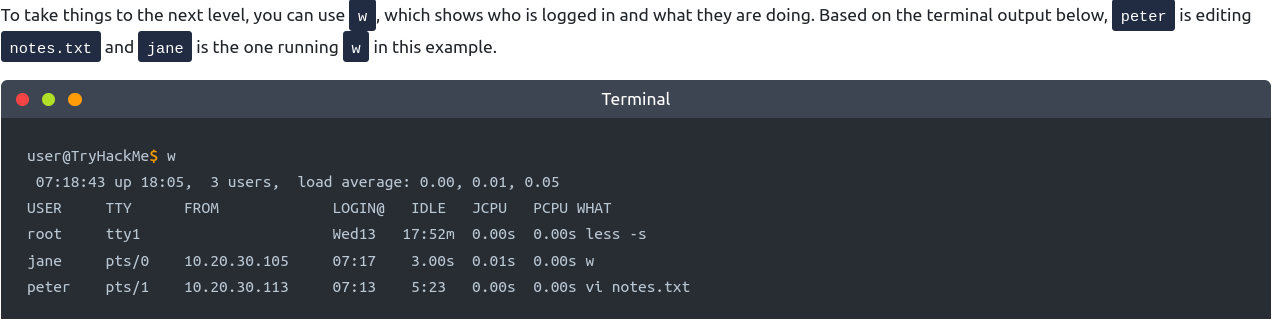 To take things to the next level, you can use w, which shows who is logged in and what they are doing. Based on the terminal output below, peter is editing
notes.txt and jane is the one running w in this example.
Terminal
user@TryHackMe$ w
 07:18:43 up 18:05,  3 users,  load average: 0.00, 0.01, 0.05
USER     TTY      FROM             LOGIN@   IDLE   JCPU   PCPU WHAT
root     tty1                      Wed13   17:52m  0.00s  0.00s less -s
jane     pts/0    10.20.30.105     07:17    3.00s  0.01s  0.00s w
peter    pts/1    10.20.30.113     07:13    5:23   0.00s  0.00s vi notes.txt